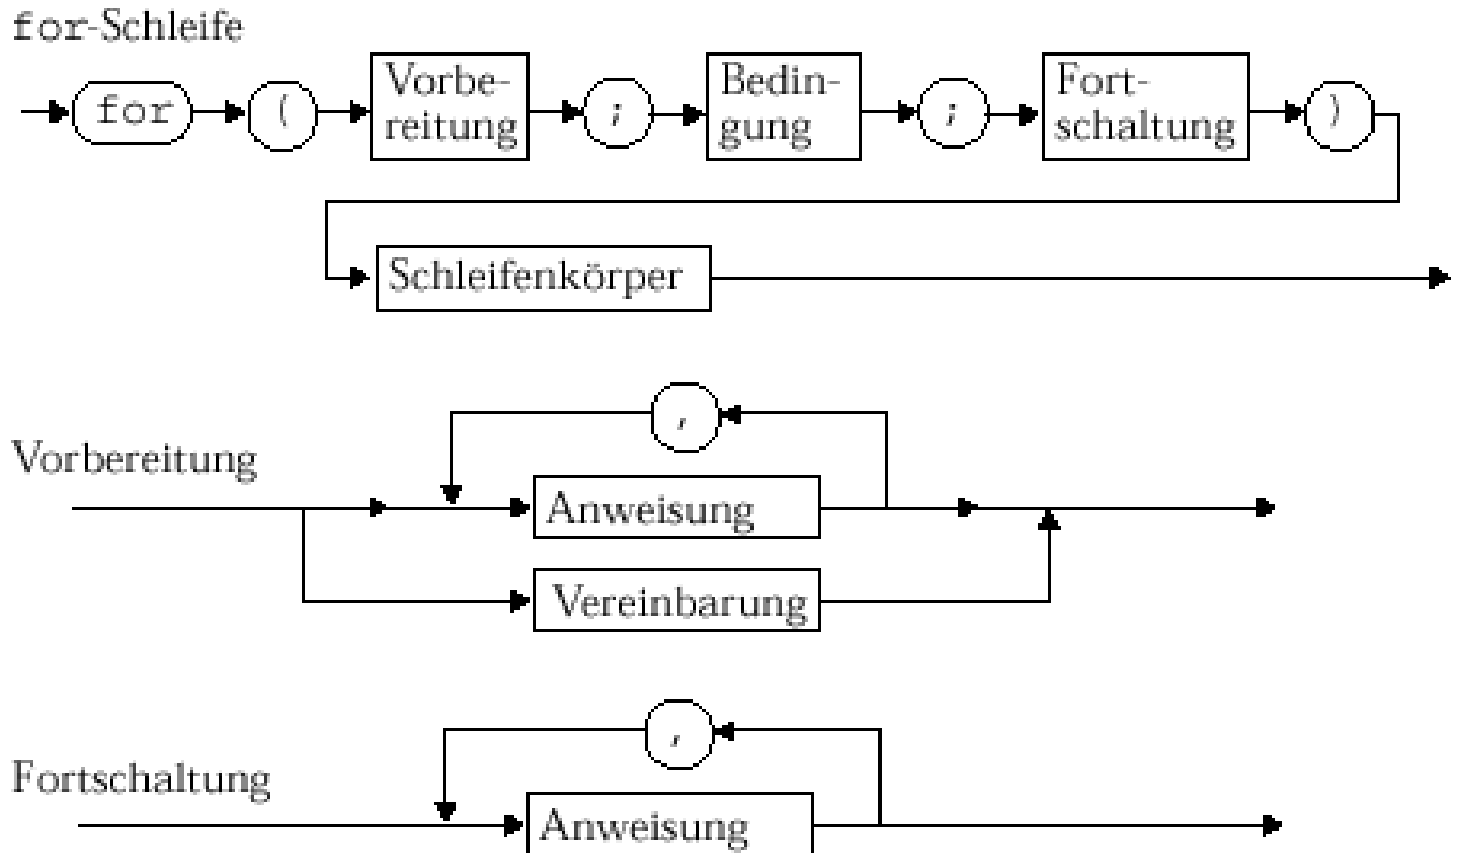 for-Schleife
for ( Vorbe-
reitung ; Bedin-
gung ; Fort-
schaltung )
Schleifenkörper
,
Vorbereitung
Anweisung
Vereinbarung
,
Fortschaltung
Anweisung